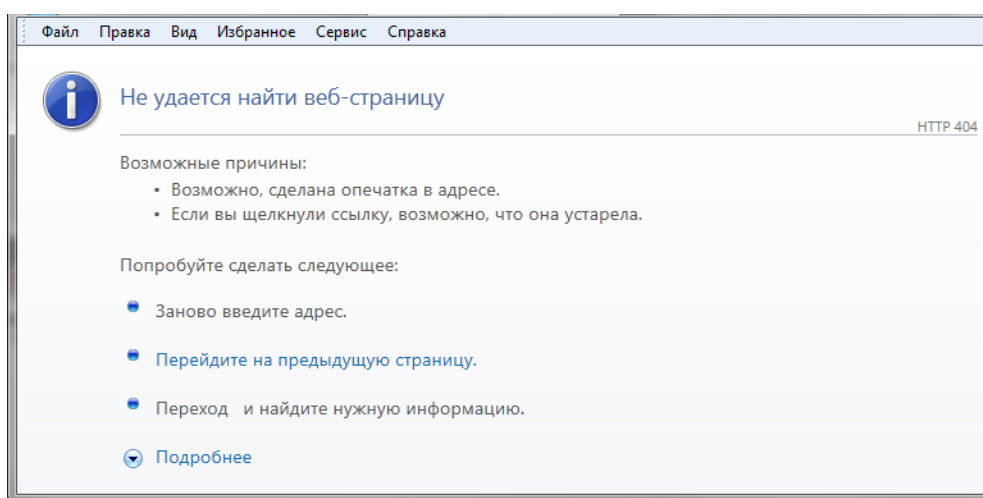 Файл Правка Вид Избранное Сервис Справка
Не удается найти веб-страницу
HTTP 404
Возможные причины:
• Возможно, сделана опечатка в адресе.
• Если вы щелкнули ссылку, возможно, что она устарела.
Попробуйте сделать следующее:
Заново введите адрес.
Перейдите на предыдущую страницу.
Переход и найдите нужную информацию.
Подробнее